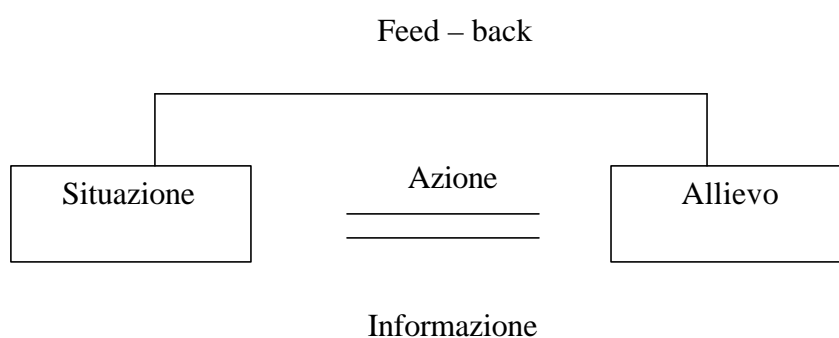 Feed – back
Situazione
Azione
Allievo
Informazione